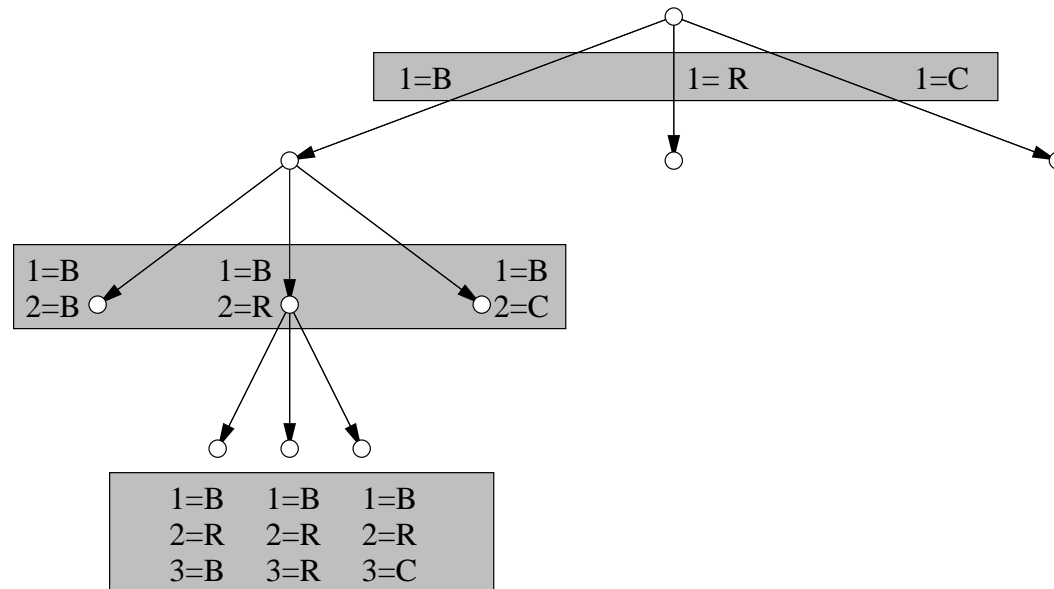 1=B 1= R 1=C
1=B 1=B 1=B
2=B 2=R 2=C
1=B 1=B 1=B
2=R 2=R 2=R
3=B 3=R 3=C